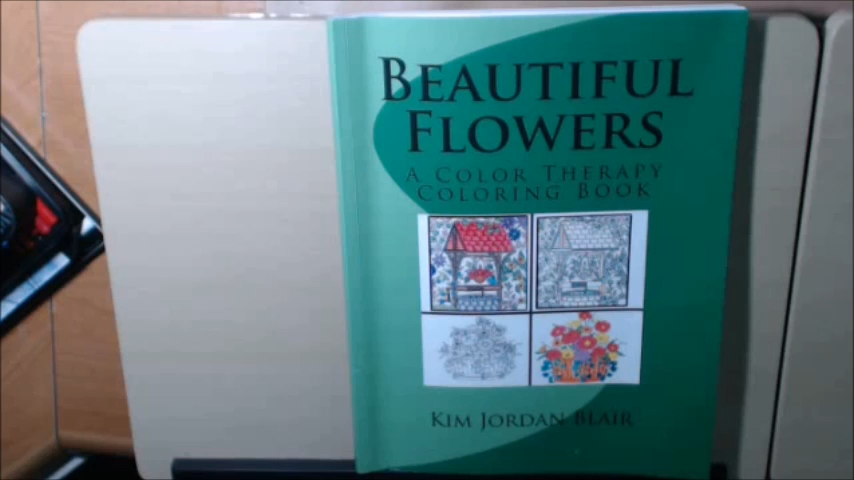 Beautiful
Flowers
A Color Therapy
Coloring Book
Kim Jordan Blair